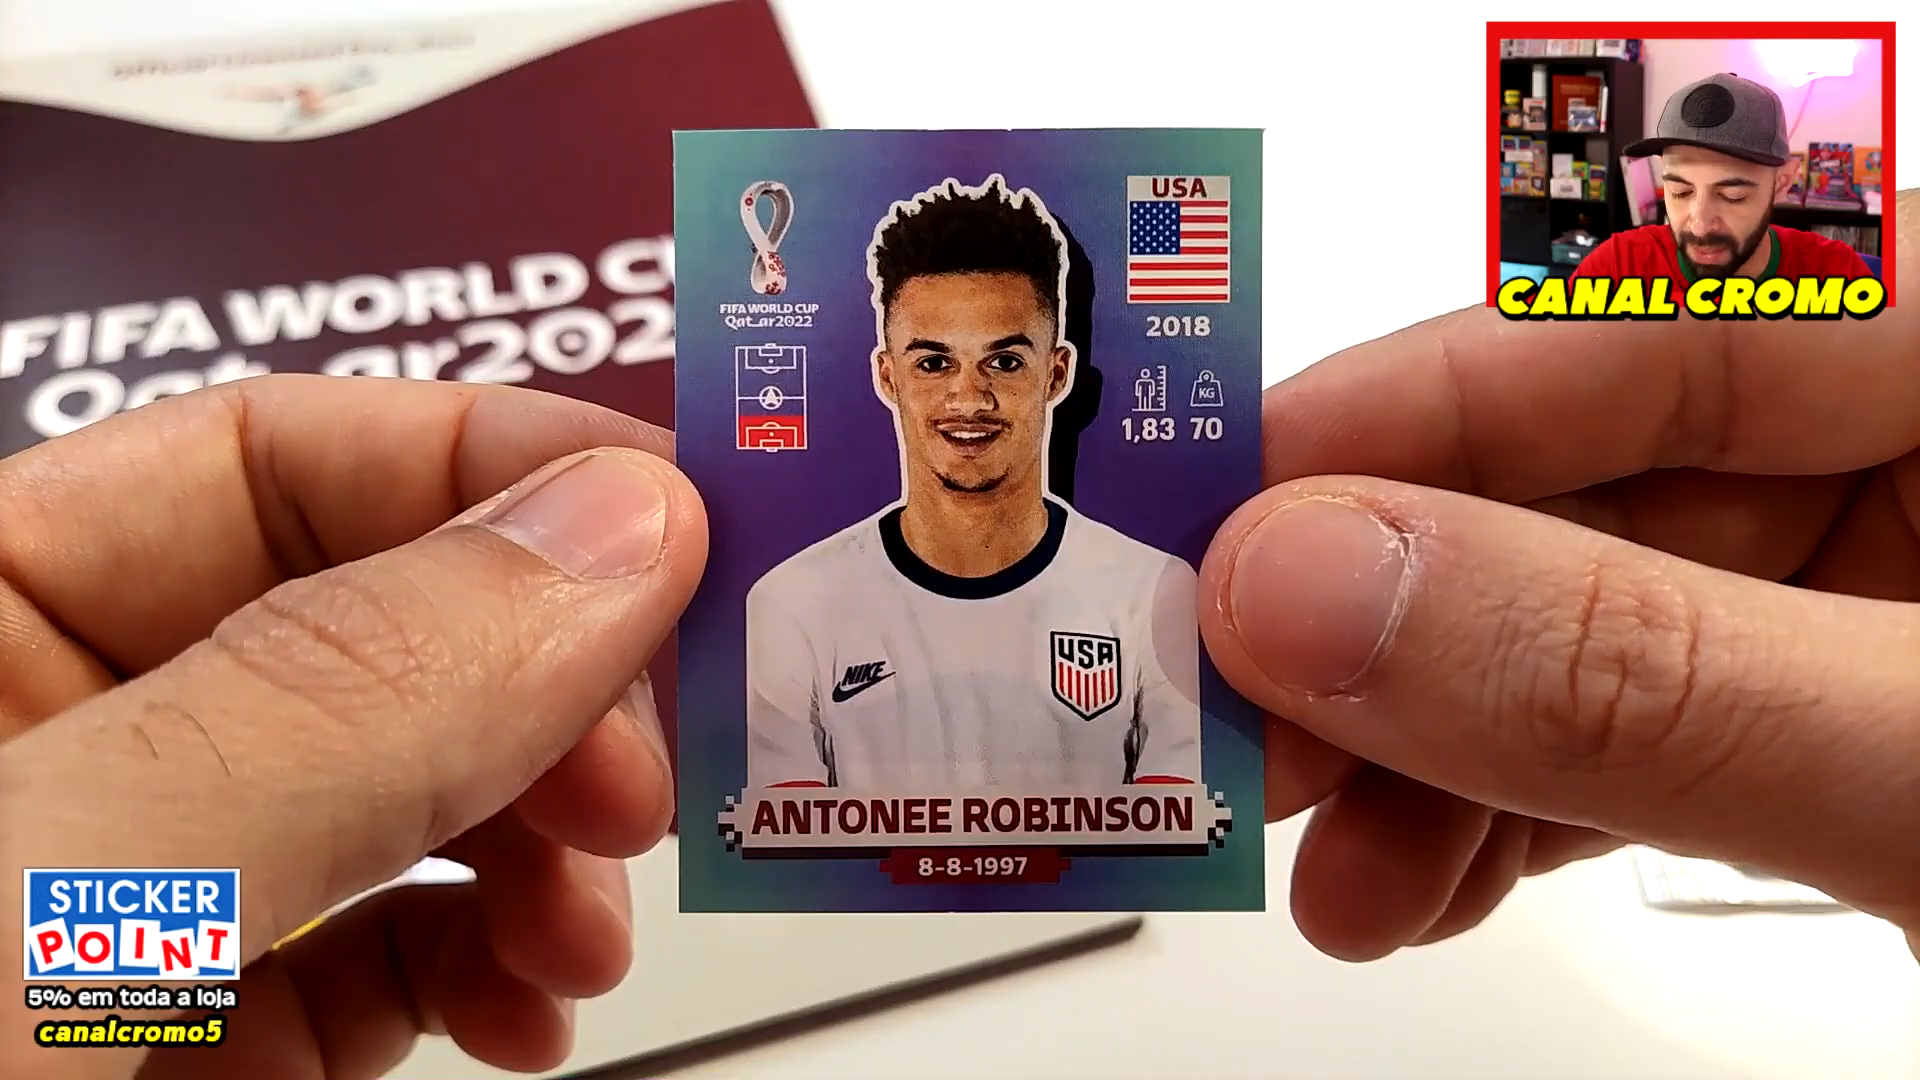 FIFA WORLD CU
Qatar2022
USA
FIFA WORLD CUP
Qatar2022
2018
KG
1,83 70
NIKE
USA
ANTONEE ROBINSON
8-8-1997
CANAL CROMO
STICKER
POINT
5% em toda a loja
canalcromo5